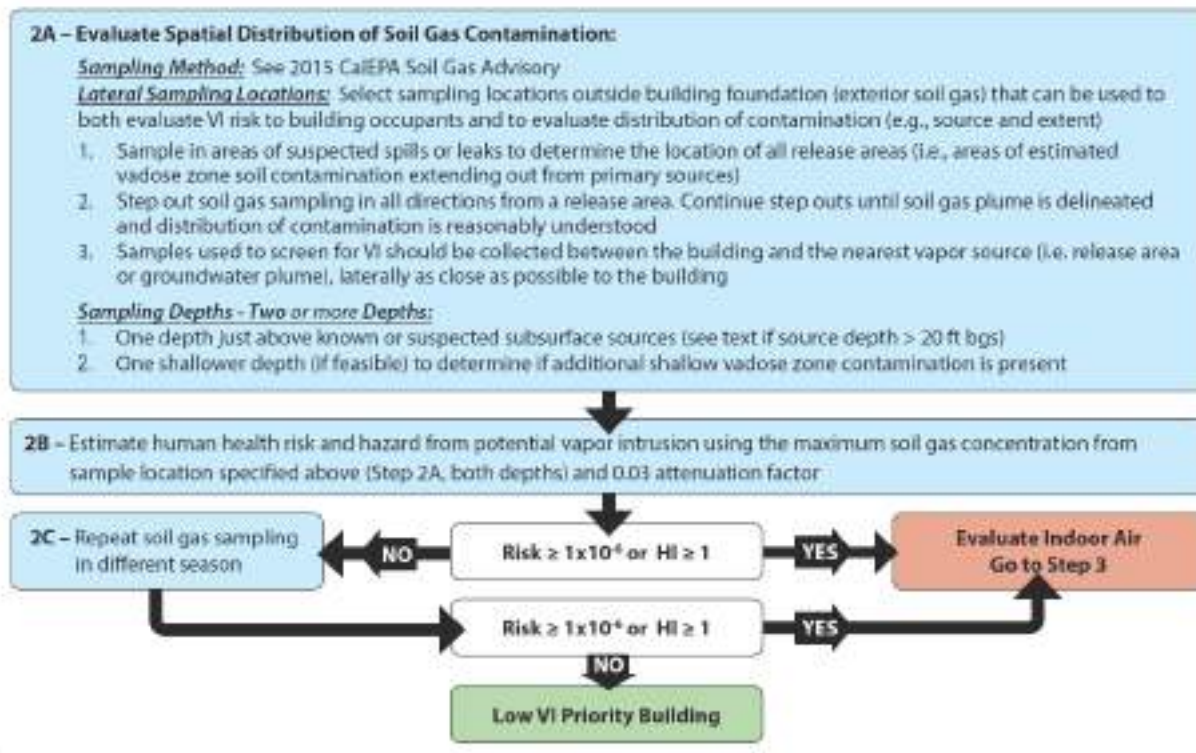 2A – Evaluate Spatial Distribution of Soil Gas Contamination:
Sampling Method: See 2015 CalEPA Soil Gas Advisory
Lateral Sampling Locations: Select sampling locations outside building foundation (exterior soil gas) that can be used to
both evaluate VI risk to building occupants and to evaluate distribution of contamination (e.g., source and extent)
1. Sample in areas of suspected spills or leaks to determine the location of all release areas (i.e., areas of estimated
vadose zone soil contamination extending out from primary sources)
2. Step out soil gas sampling in all directions from a release area. Continue step outs until soil gas plume is delineated
and distribution of contamination is reasonably understood
3. Samples used to screen for VI should be collected between the building and the nearest vapor source (i.e. release area
or groundwater plume), laterally as close as possible to the building
Sampling Depths - Two or more Depths:
1. One depth just above known or suspected subsurface sources (see text if source depth > 20 ft bgs)
2. One shallower depth (if feasible) to determine if additional shallow vadose zone contamination is present
2B – Estimate human health risk and hazard from potential vapor intrusion using the maximum soil gas concentration from
sample location specified above (Step 2A, both depths) and 0.03 attenuation factor
2C – Repeat soil gas sampling
in different season
NO
Risk ≥ 1x10⁻⁶ or HI ≥ 1
YES
Evaluate Indoor Air
Go to Step 3
Risk ≥ 1x10⁻⁶ or HI ≥ 1
YES
NO
Low VI Priority Building